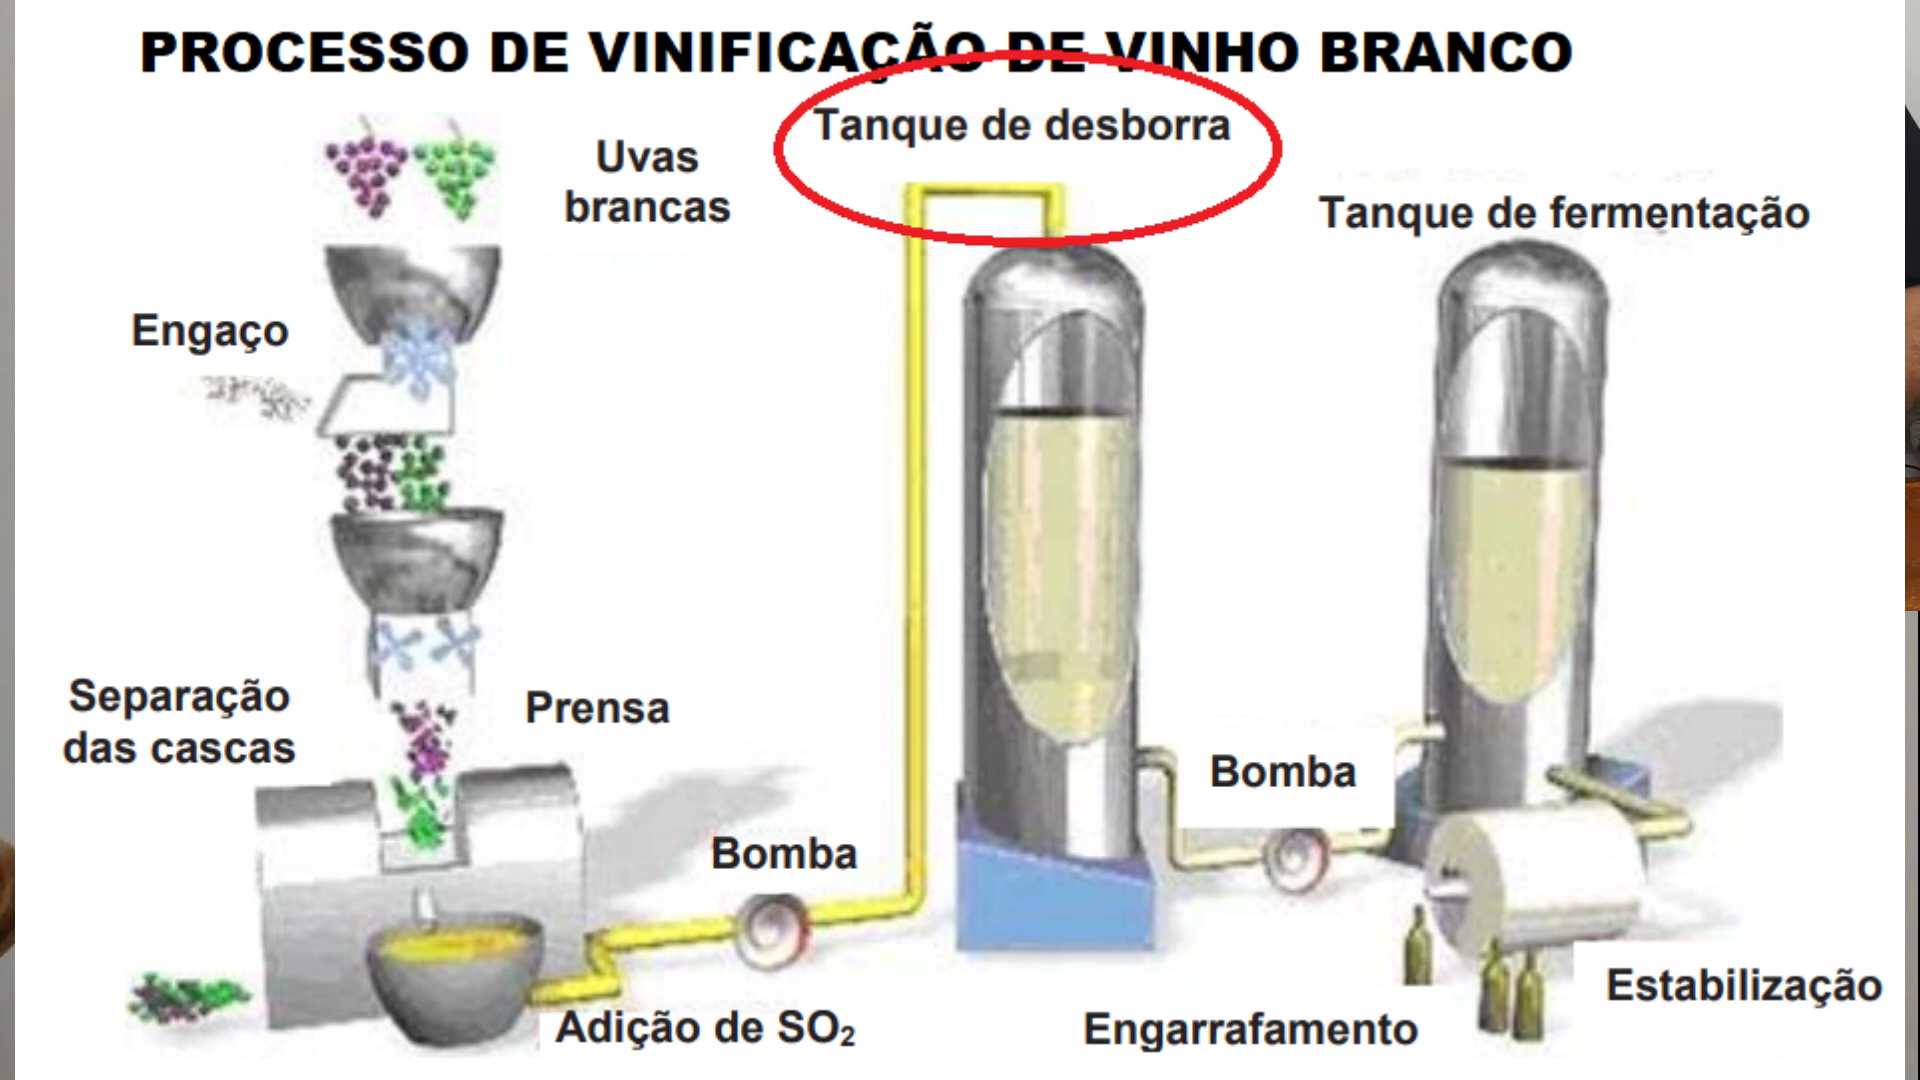 PROCESSO DE VINIFICAÇÃO DE VINHO BRANCO
Tanque de desborra
Uvas
brancas
Tanque de fermentação
Engaço
Separação
das cascas
Prensa
Bomba
Bomba
Adição de SO₂
Engarrafamento
Estabilização